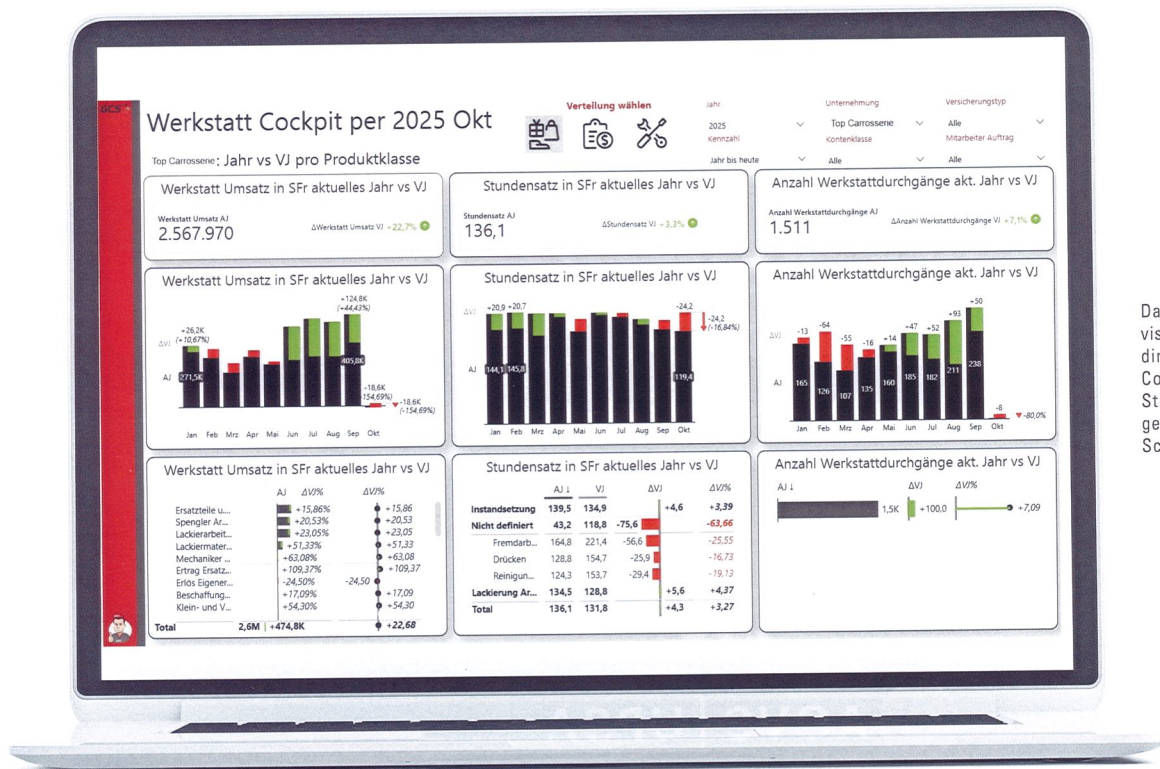 GCS
Werkstatt Cockpit per 2025 Okt
Top Carrosserie: Jahr vs VJ pro Produktklasse
Verteilung wählen
Jahr
2025
Kennzahl
Jahr bis heute
Unternehmung
Top Carrosserie
Kontenklasse
Alle
Versicherungstyp
Alle
Mitarbeiter Auftrag
Alle
Werkstatt Umsatz in SFr aktuelles Jahr vs VJ
Werkstatt Umsatz AJ
2.567.970
ΔWerkstatt Umsatz VJ +22,7%
Stundensatz in SFr aktuelles Jahr vs VJ
Stundensatz AJ
136,1
ΔStundensatz VJ +3,3%
Anzahl Werkstattdurchgänge akt. Jahr vs VJ
Anzahl Werkstattdurchgänge AJ
1.511
ΔAnzahl Werkstattdurchgänge VJ +7,1%
Werkstatt Umsatz in SFr aktuelles Jahr vs VJ
+124,8K
(+44,43%)
+26,2K
(+10,67%)
ΔVJ
AJ
271,5K
405,8K
-18,6K
-154,69%)
-18,6K
(-154,69%)
Jan Feb Mrz Apr Mai Jun Jul Aug Sep Okt
Stundensatz in SFr aktuelles Jahr vs VJ
ΔVJ
+20,9 +20,7
-24,2
-24,2
(-16,84%)
AJ
144,1 145,8
119,4
Jan Feb Mrz Apr Mai Jun Jul Aug Sep Okt
Anzahl Werkstattdurchgänge akt. Jahr vs VJ
ΔVJ
-13 -64 -55 -16 +14 +47 +52 +93 +50
AJ
165 126 107 135 160 185 182 211 238
-8
-80,0%
Jan Feb Mrz Apr Mai Jun Jul Aug Sep Okt
Werkstatt Umsatz in SFr aktuelles Jahr vs VJ
AJ ΔVJ% ΔVJ%
Ersatzteile u.... +15,86% +15,86
Spengler Ar... +20,53% +20,53
Lackierarbeit... +23,05% +23,05
Lackiermater... +51,33% +51,33
Mechaniker ... +63,08% +63,08
Ertrag Ersatz... +109,37% +109,37
Erlös Eigener... -24,50% -24,50
Beschaffung... +17,09% +17,09
Klein- und V... +54,30% +54,30
Total 2,6M +474,8K +22,68
Stundensatz in SFr aktuelles Jahr vs VJ
AJ ↓ VJ ΔVJ ΔVJ%
Instandsetzung 139,5 134,9 +4,6 +3,39
Nicht definiert 43,2 118,8 -75,6 -63,66
Fremdarb... 164,8 221,4 -56,6 -25,55
Drücken 128,8 154,7 -25,9 -16,73
Reinigun... 124,3 153,7 -29,4 -19,13
Lackierung Ar... 134,5 128,8 +5,6 +4,37
Total 136,1 131,8 +4,3 +3,27
Anzahl Werkstattdurchgänge akt. Jahr vs VJ
AJ ↓ ΔVJ ΔVJ%
1,5K +100,0 +7,09
Da
vis
dir
Co
St
ge
Sc